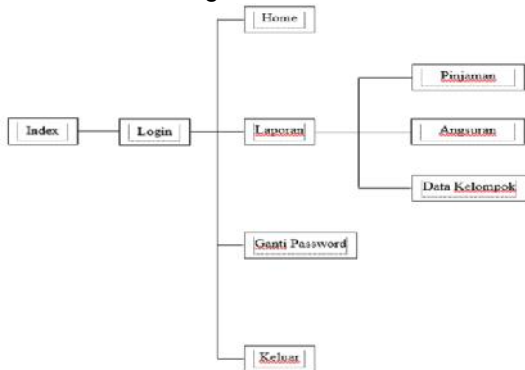 Home
Pinjaman
Index
Login
Laporan
Angsuran
Data Kelompok
Ganti Password
Keluar